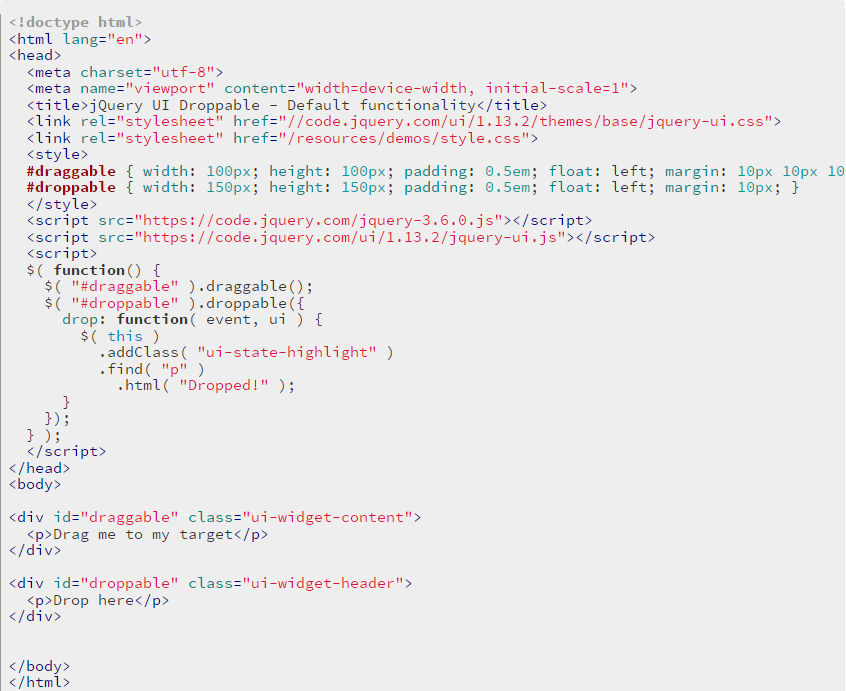 <!doctype html>
<html lang="en">
<head>
  <meta charset="utf-8">
  <meta name="viewport" content="width=device-width, initial-scale=1">
  <title>jQuery UI Droppable - Default functionality</title>
  <link rel="stylesheet" href="//code.jquery.com/ui/1.13.2/themes/base/jquery-ui.css">
  <link rel="stylesheet" href="/resources/demos/style.css">
  <style>
  #draggable { width: 100px; height: 100px; padding: 0.5em; float: left; margin: 10px 10px 10
  #droppable { width: 150px; height: 150px; padding: 0.5em; float: left; margin: 10px; }
  </style>
  <script src="https://code.jquery.com/jquery-3.6.0.js"></script>
  <script src="https://code.jquery.com/ui/1.13.2/jquery-ui.js"></script>
  <script>
  $( function() {
    $( "#draggable" ).draggable();
    $( "#droppable" ).droppable({
      drop: function( event, ui ) {
        $( this )
          .addClass( "ui-state-highlight" )
          .find( "p" )
            .html( "Dropped!" );
      }
    });
  } );
  </script>
</head>
<body>

<div id="draggable" class="ui-widget-content">
  <p>Drag me to my target</p>
</div>

<div id="droppable" class="ui-widget-header">
  <p>Drop here</p>
</div>


</body>
</html>